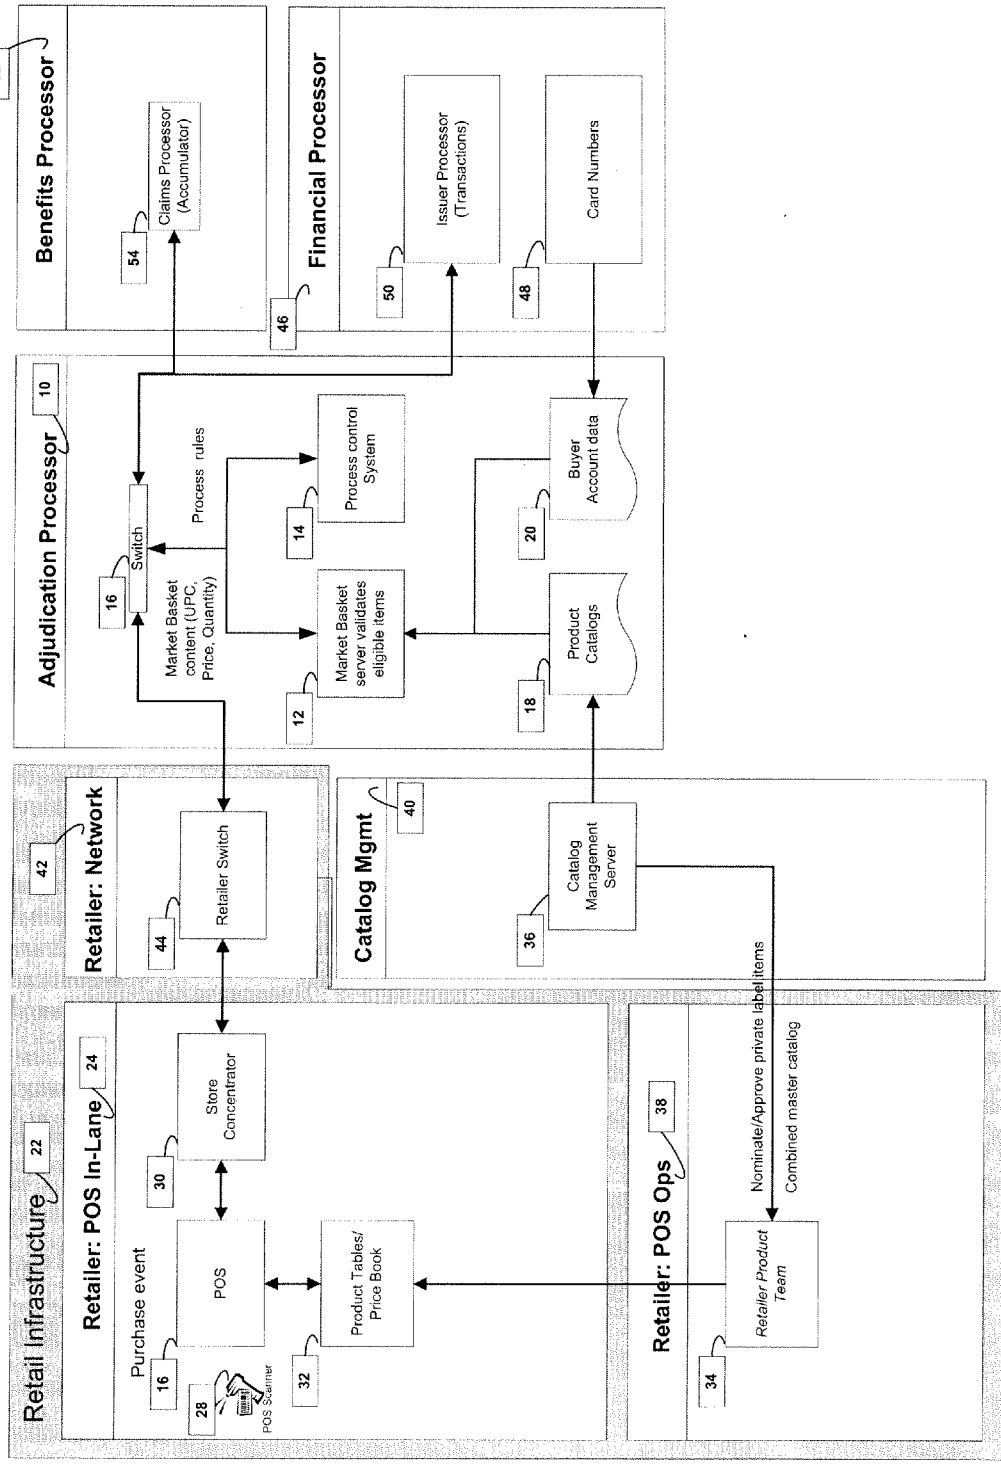 Retail Infrastructure
22
Retailer: POS In-Lane
24
Purchase event
16
POS
28
POS Scanner
30
Store
Concentrator
32
Product Tables/
Price Book
Retailer: POS Ops
38
34
Retailer Product
Team
Nominate/Approve private label items
Combined master catalog
42
Retailer: Network
44
Retailer Switch
Catalog Mgmt
40
36
Catalog
Management
Server
Adjudication Processor
10
16
Switch
Market Basket
content (UPC,
Price, Quantity)
Process rules
12
Market Basket
server validates
eligible items
14
Process control
System
18
Product
Catalogs
20
Buyer
Account data
Benefits Processor
54
Claims Processor
(Accumulator)
46
Financial Processor
50
Issuer Processor
(Transactions)
48
Card Numbers